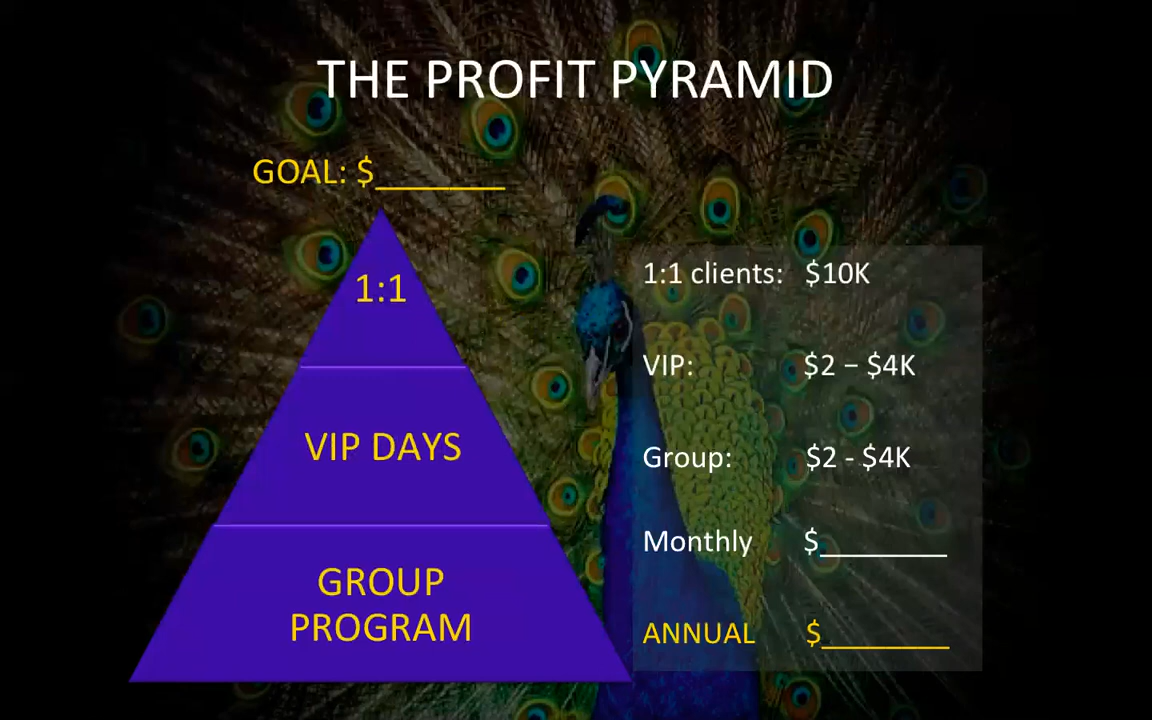 THE PROFIT PYRAMID
GOAL: $_______
1:1
VIP DAYS
GROUP
PROGRAM
1:1 clients: $10K
VIP: $2 – $4K
Group: $2 - $4K
Monthly $________
ANNUAL $________